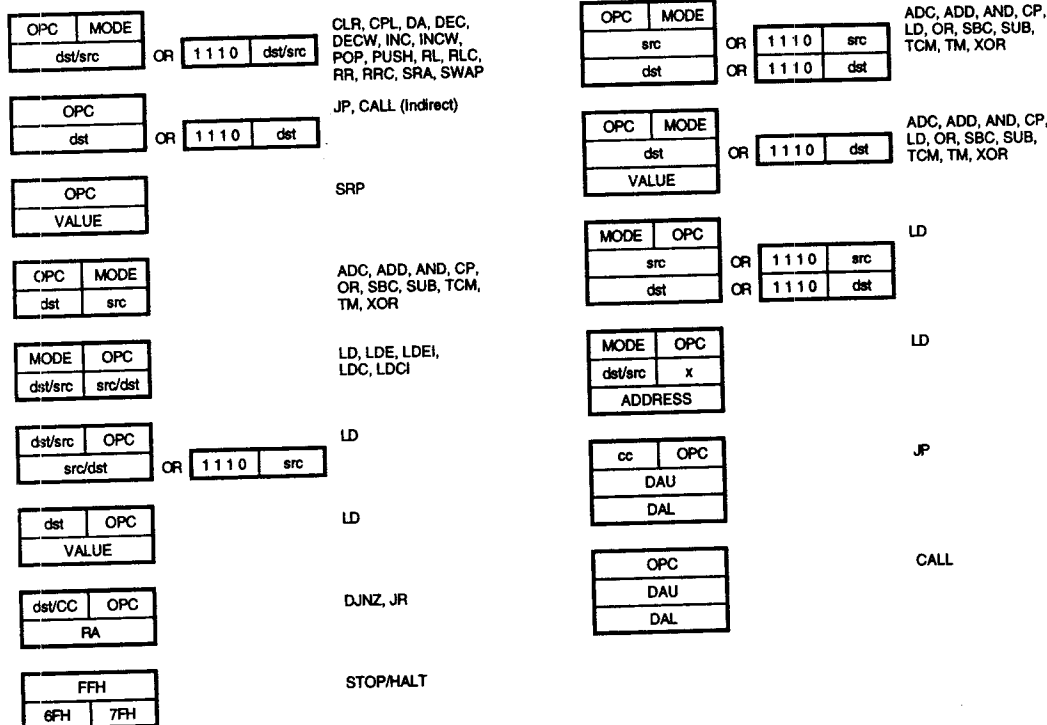 OPC MODE
dst/src OR 1110 dst/src
CLR, CPL, DA, DEC,
DECW, INC, INCW,
POP, PUSH, RL, RLC,
RR, RRC, SRA, SWAP
OPC
dst OR 1110 dst
JP, CALL (Indirect)
OPC
VALUE
SRP
OPC MODE
dst src
ADC, ADD, AND, CP,
OR, SBC, SUB, TCM,
TM, XOR
MODE OPC
dst/src src/dst
LD, LDE, LDEI,
LDC, LDCI
dst/src OPC
src/dst OR 1110 src
LD
dst OPC
VALUE
LD
dst/CC OPC
RA
DJNZ, JR
FFH
6FH 7FH
STOP/HALT
OPC MODE
src OR 1110 src
dst OR 1110 dst
ADC, ADD, AND, CP,
LD, OR, SBC, SUB,
TCM, TM, XOR
OPC MODE
dst OR 1110 dst
VALUE
ADC, ADD, AND, CP,
LD, OR, SBC, SUB,
TCM, TM, XOR
MODE OPC
src OR 1110 src
dst OR 1110 dst
LD
MODE OPC
dst/src x
ADDRESS
LD
cc OPC
DAU
DAL
JP
OPC
DAU
DAL
CALL